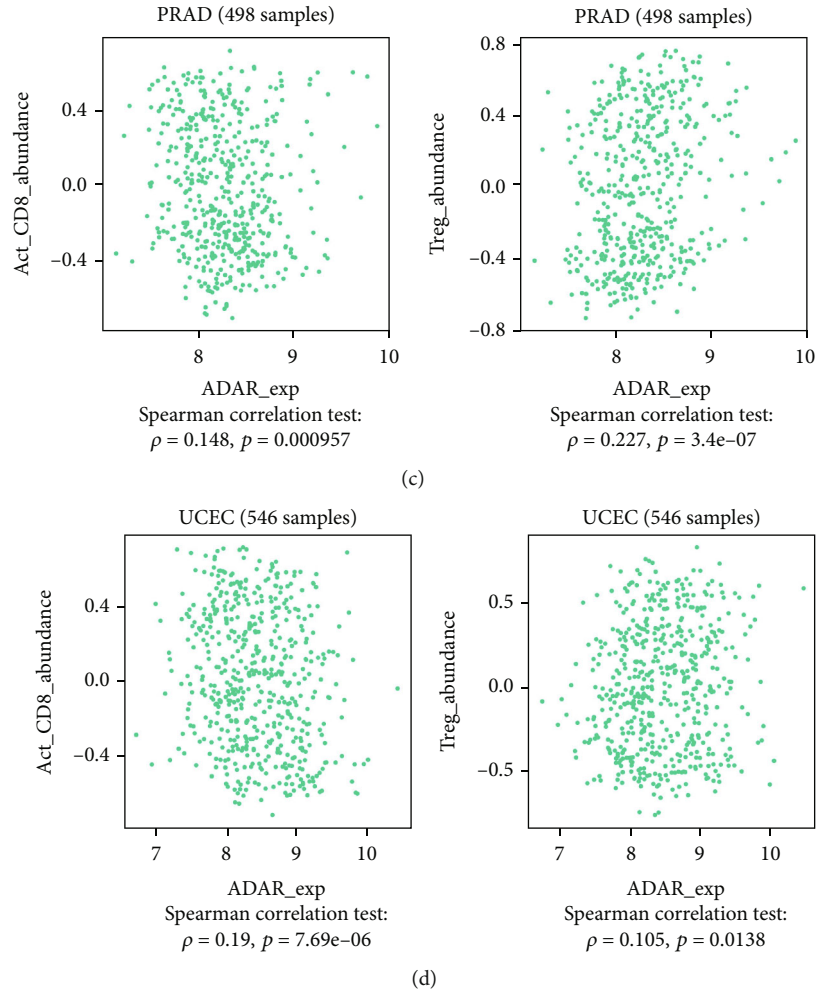 PRAD (498 samples)
Act_CD8_abundance
0.4
0.0
−0.4
8
9
10
ADAR_exp
Spearman correlation test:
ρ = 0.148, p = 0.000957
PRAD (498 samples)
Treg_abundance
0.8
0.4
0.0
−0.4
−0.8
8
9
10
ADAR_exp
Spearman correlation test:
ρ = 0.227, p = 3.4e−07
(c)
UCEC (546 samples)
Act_CD8_abundance
0.4
0.0
−0.4
7
8
9
10
ADAR_exp
Spearman correlation test:
ρ = 0.19, p = 7.69e−06
UCEC (546 samples)
Treg_abundance
0.5
0.0
−0.5
7
8
9
10
ADAR_exp
Spearman correlation test:
ρ = 0.105, p = 0.0138
(d)